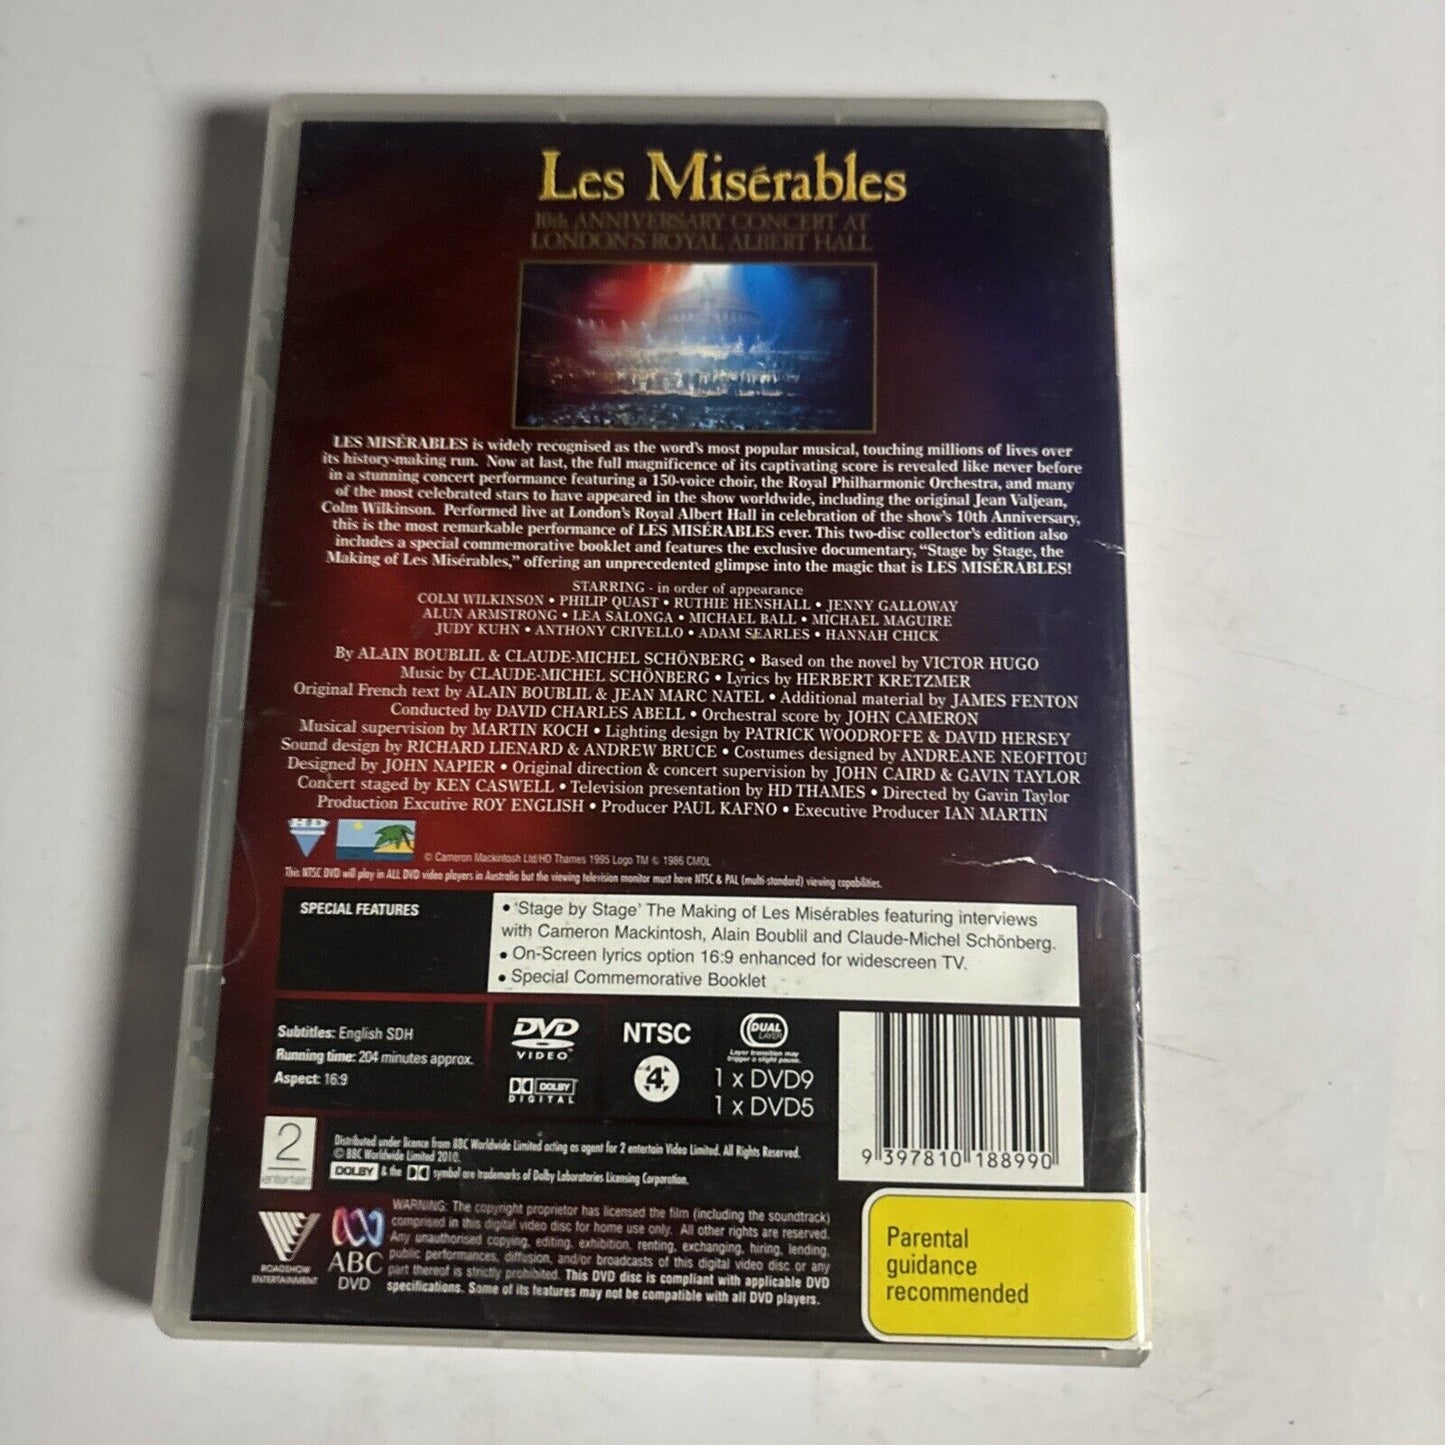 Les Misérables
10th ANNIVERSARY CONCERT AT
LONDON'S ROYAL ALBERT HALL
LES MISÉRABLES is widely recognised as the word's most popular musical, touching millions of lives over
its history-making run. Now at last, the full magnificence of its captivating score is revealed like never before
in a stunning concert performance featuring a 150-voice choir, the Royal Philharmonic Orchestra, and many
of the most celebrated stars to have appeared in the show worldwide, including the original Jean Valjean,
Colm Wilkinson. Performed live at London's Royal Albert Hall in celebration of the show's 10th Anniversary,
this is the most remarkable performance of LES MISÉRABLES ever. This two-disc collector's edition also
includes a special commemorative booklet and features the exclusive documentary, "Stage by Stage, the
Making of Les Misérables," offering an unprecedented glimpse into the magic that is LES MISÉRABLES!
STARRING - in order of appearance
COLM WILKINSON • PHILIP QUAST • RUTHIE HENSHALL • JENNY GALLOWAY
ALUN ARMSTRONG • LEA SALONGA • MICHAEL BALL • MICHAEL MAGUIRE
JUDY KUHN • ANTHONY CRIVELLO • ADAM SEARLES • HANNAH CHICK
By ALAIN BOUBLIL & CLAUDE-MICHEL SCHÖNBERG • Based on the novel by VICTOR HUGO
Music by CLAUDE-MICHEL SCHÖNBERG • Lyrics by HERBERT KRETZMER
Original French text by ALAIN BOUBLIL & JEAN MARC NATEL • Additional material by JAMES FENTON
Conducted by DAVID CHARLES ABELL • Orchestral score by JOHN CAMERON
Musical supervision by MARTIN KOCH • Lighting design by PATRICK WOODROFFE & DAVID HERSEY
Sound design by RICHARD LIENARD & ANDREW BRUCE • Costumes designed by ANDREANE NEOFITOU
Designed by JOHN NAPIER • Original direction & concert supervision by JOHN CAIRD & GAVIN TAYLOR
Concert staged by KEN CASWELL • Television presentation by HD THAMES • Directed by Gavin Taylor
Production Excutive ROY ENGLISH • Producer PAUL KAFNO • Executive Producer IAN MARTIN
© Cameron Mackintosh Ltd/HD Thames 1995 Logo TM © 1986 CMOL
This NTSC DVD will play in ALL DVD video players in Australia but the viewing television monitor must have NTSC & PAL (multi-standard) viewing capabilities.
SPECIAL FEATURES
• 'Stage by Stage' The Making of Les Misérables featuring interviews
with Cameron Mackintosh, Alain Boublil and Claude-Michel Schönberg.
• On-Screen lyrics option 16:9 enhanced for widescreen TV.
• Special Commemorative Booklet
Subtitles: English SDH
Running time: 204 minutes approx.
Aspect: 16:9
DVD
VIDEO™
DOLBY
DIGITAL
NTSC
4
DUAL
LAYER
Layer transition may
trigger a slight pause.
1 x DVD9
1 x DVD5
9 397810 188990
2
entertain
Distributed under licence from BBC Worldwide Limited acting as agent for 2 entertain Video Limited. All Rights Reserved.
© BBC Worldwide Limited 2010.
DOLBY & the symbol are trademarks of Dolby Laboratories Licensing Corporation.
ROADSHOW
ENTERTAINMENT
ABC
DVD
WARNING: The copyright proprietor has licensed the film (including the soundtrack)
comprised in this digital video disc for home use only. All other rights are reserved.
Any unauthorised copying, editing, exhibition, renting, exchanging, hiring, lending,
public performances, diffusion, and/or broadcasts of this digital video disc or any
part thereof is strictly prohibited. This DVD disc is compliant with applicable DVD
specifications. Some of its features may not be compatible with all DVD players.
Parental
guidance
recommended